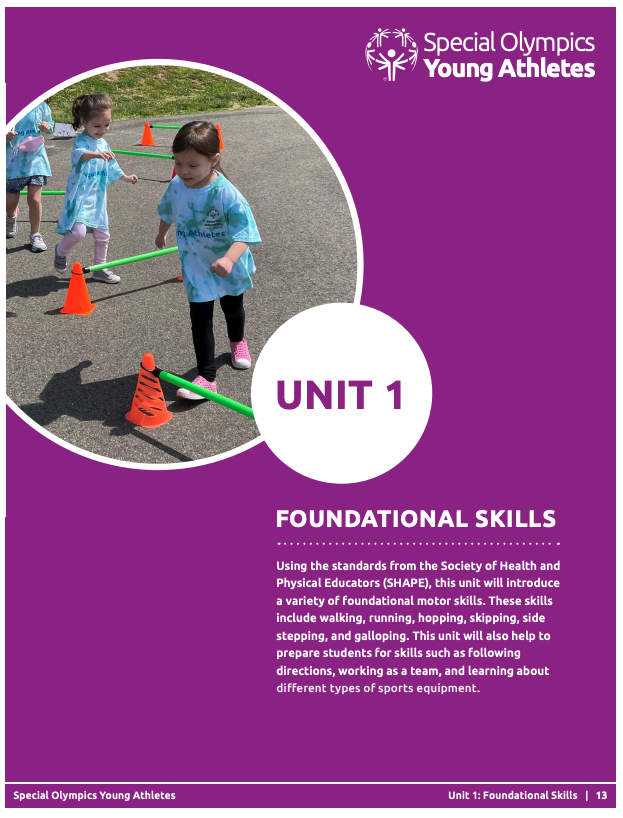 Special Olympics
Young Athletes
UNIT 1
FOUNDATIONAL SKILLS
Using the standards from the Society of Health and
Physical Educators (SHAPE), this unit will introduce
a variety of foundational motor skills. These skills
include walking, running, hopping, skipping, side
stepping, and galloping. This unit will also help to
prepare students for skills such as following
directions, working as a team, and learning about
different types of sports equipment.
Special Olympics Young Athletes
Unit 1: Foundational Skills | 13